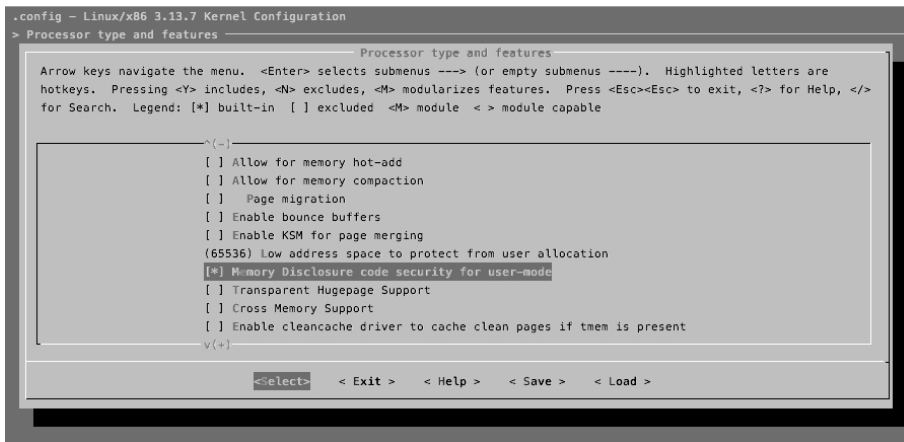 .config – Linux/x86 3.13.7 Kernel Configuration
> Processor type and features
Processor type and features
Arrow keys navigate the menu. <Enter> selects submenus ---> (or empty submenus ----). Highlighted letters are
hotkeys. Pressing <Y> includes, <N> excludes, <M> modularizes features. Press <Esc><Esc> to exit, <?> for Help, </>
for Search. Legend: [*] built-in [ ] excluded <M> module < > module capable
^(-)
[ ] Allow for memory hot-add
[ ] Allow for memory compaction
[ ] Page migration
[ ] Enable bounce buffers
[ ] Enable KSM for page merging
(65536) Low address space to protect from user allocation
[*] Memory Disclosure code security for user-mode
[ ] Transparent Hugepage Support
[ ] Cross Memory Support
[ ] Enable cleancache driver to cache clean pages if tmem is present
v(+)
<Select> < Exit > < Help > < Save > < Load >